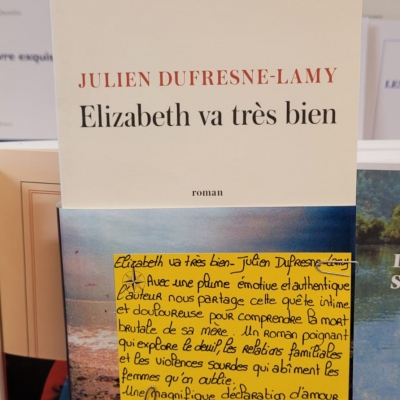 JULIEN DUFRESNE-LAMY
Elizabeth va très bien
roman
Elizabeth va très bien - Julien Dufresne-Lamy
Avec une plume émotive et authentique
l'auteur nous partage cette quête intime
et douloureuse pour comprendre la mort
brutale de sa mère. Un roman poignant
qui explore le deuil, les relations familiales
et les violences sourdes qui abîment les
femmes qu'on oublie.
-Une magnifique déclaration d'amour